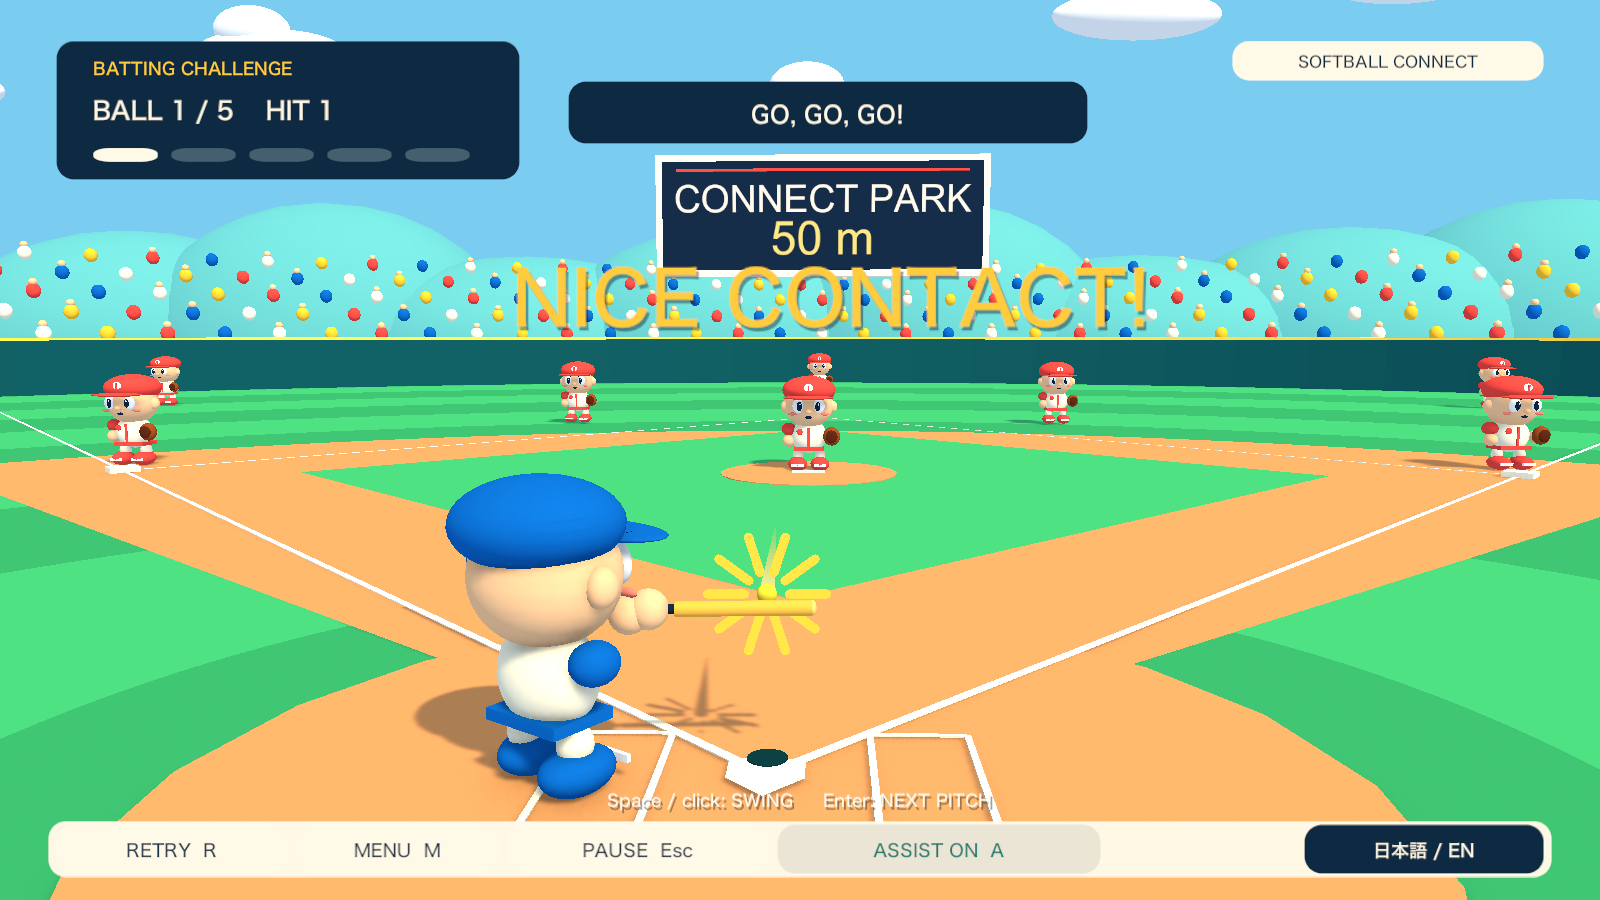 BATTING CHALLENGE
BALL 1 / 5 HIT 1
GO, GO, GO!
SOFTBALL CONNECT
CONNECT PARK
50 m
NICE CONTACT!
Space / click: SWING Enter: NEXT PITCH
RETRY R
MENU M
PAUSE Esc
ASSIST ON A
日本語 / EN